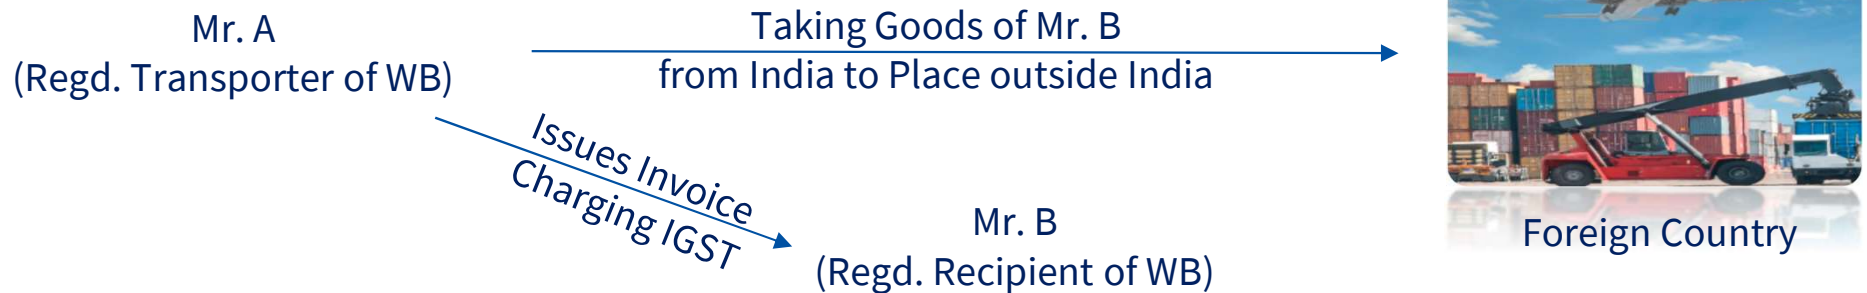 Mr. A
(Regd. Transporter of WB)
Taking Goods of Mr. B
from India to Place outside India
Issues Invoice
Charging IGST
Mr. B
(Regd. Recipient of WB)
Foreign Country